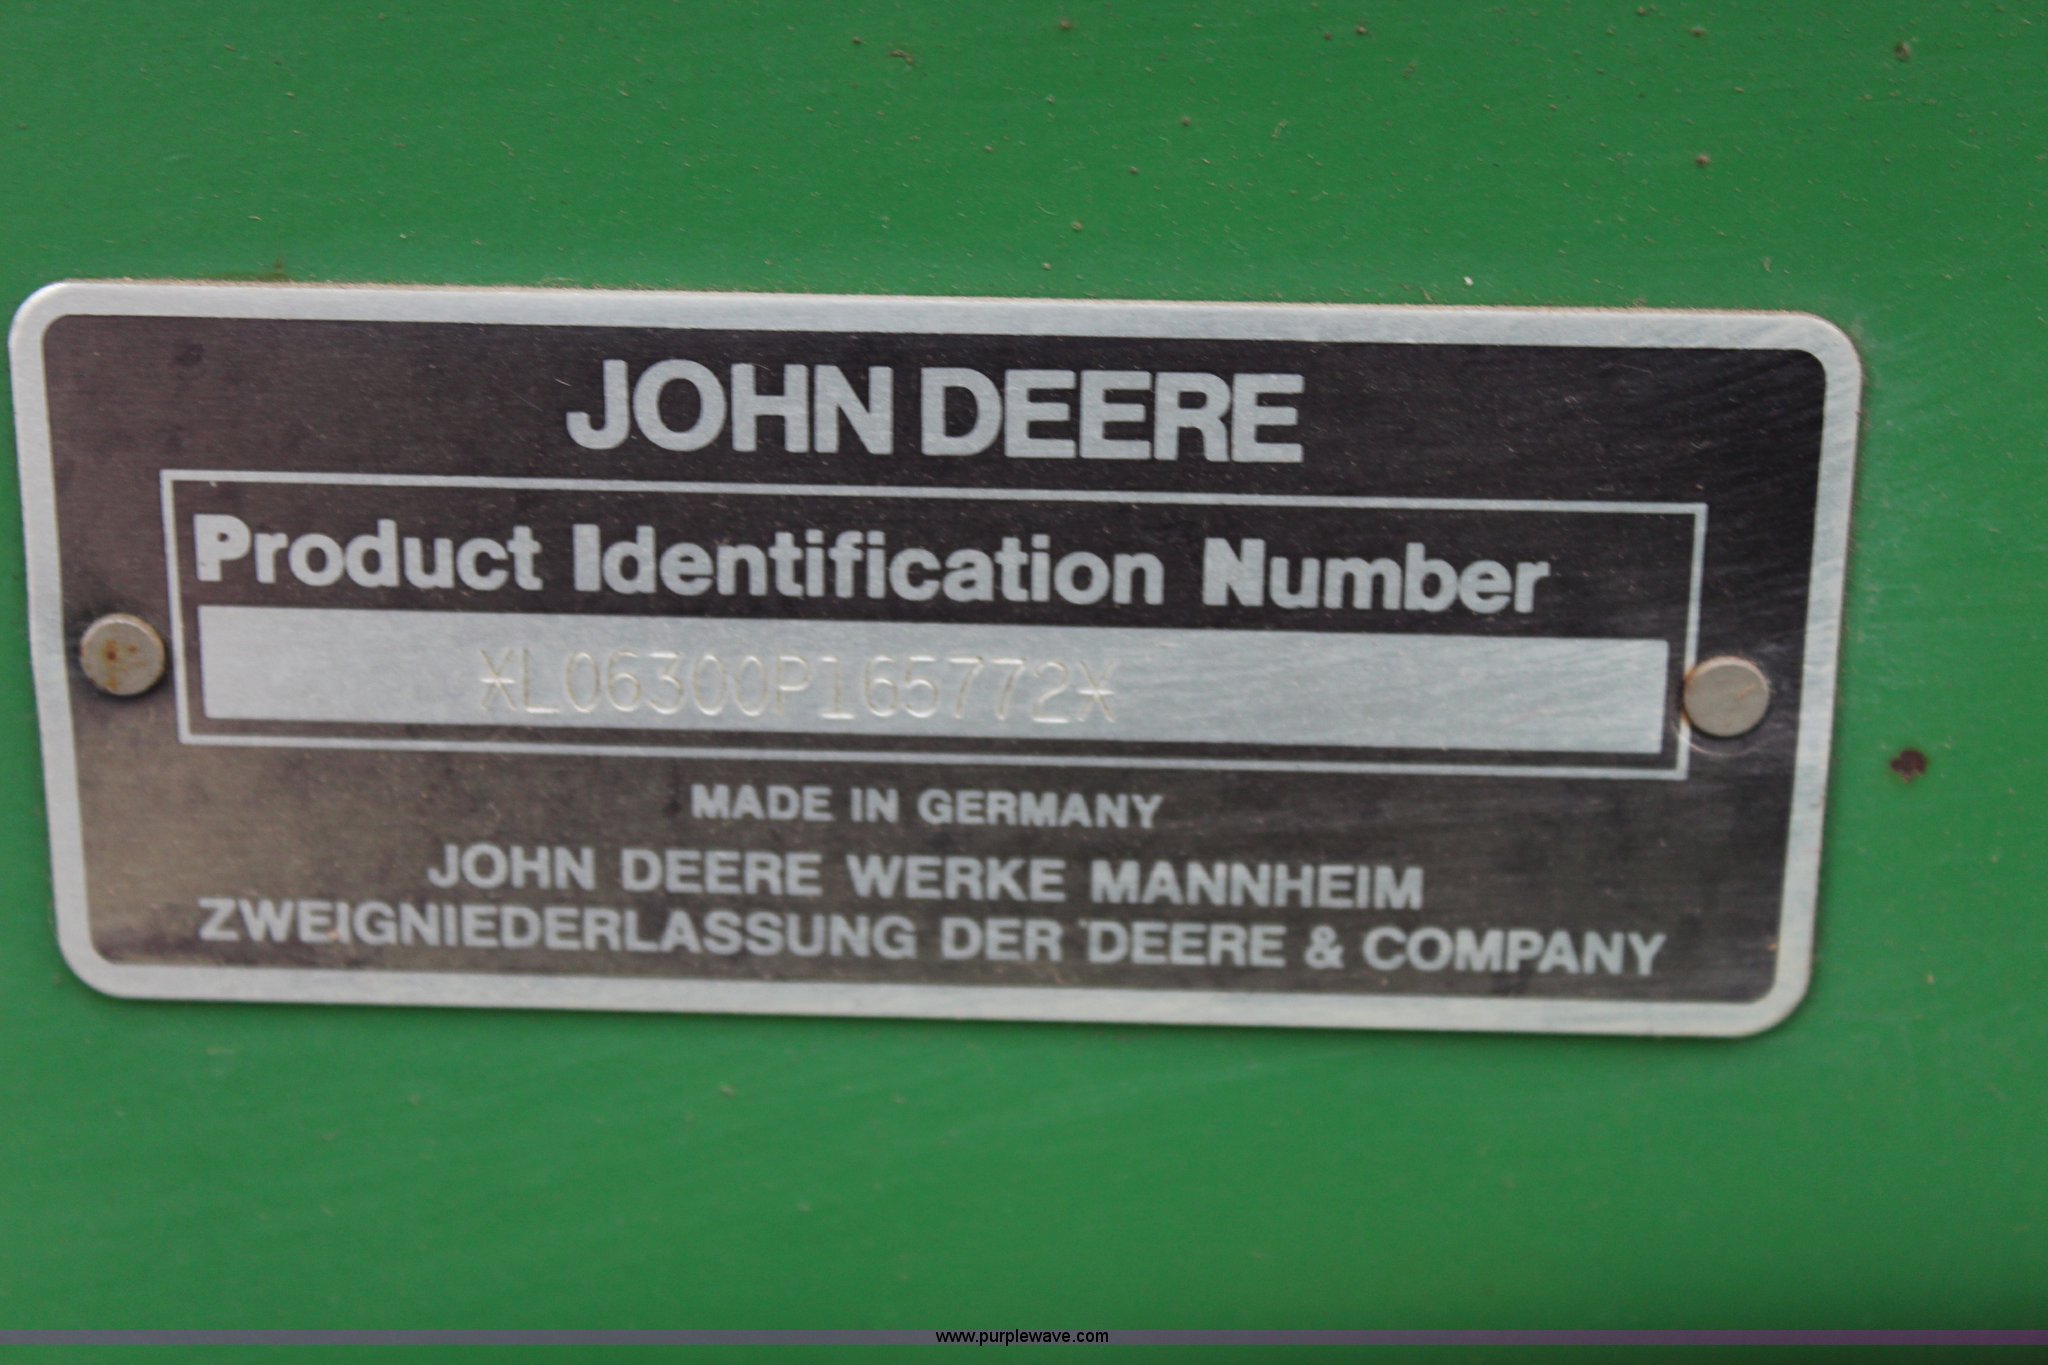 JOHN DEERE
Product Identification Number
*L06300P165772*
MADE IN GERMANY
JOHN DEERE WERKE MANNHEIM
ZWEIGNIEDERLASSUNG DER DEERE & COMPANY
www.purplewave.com